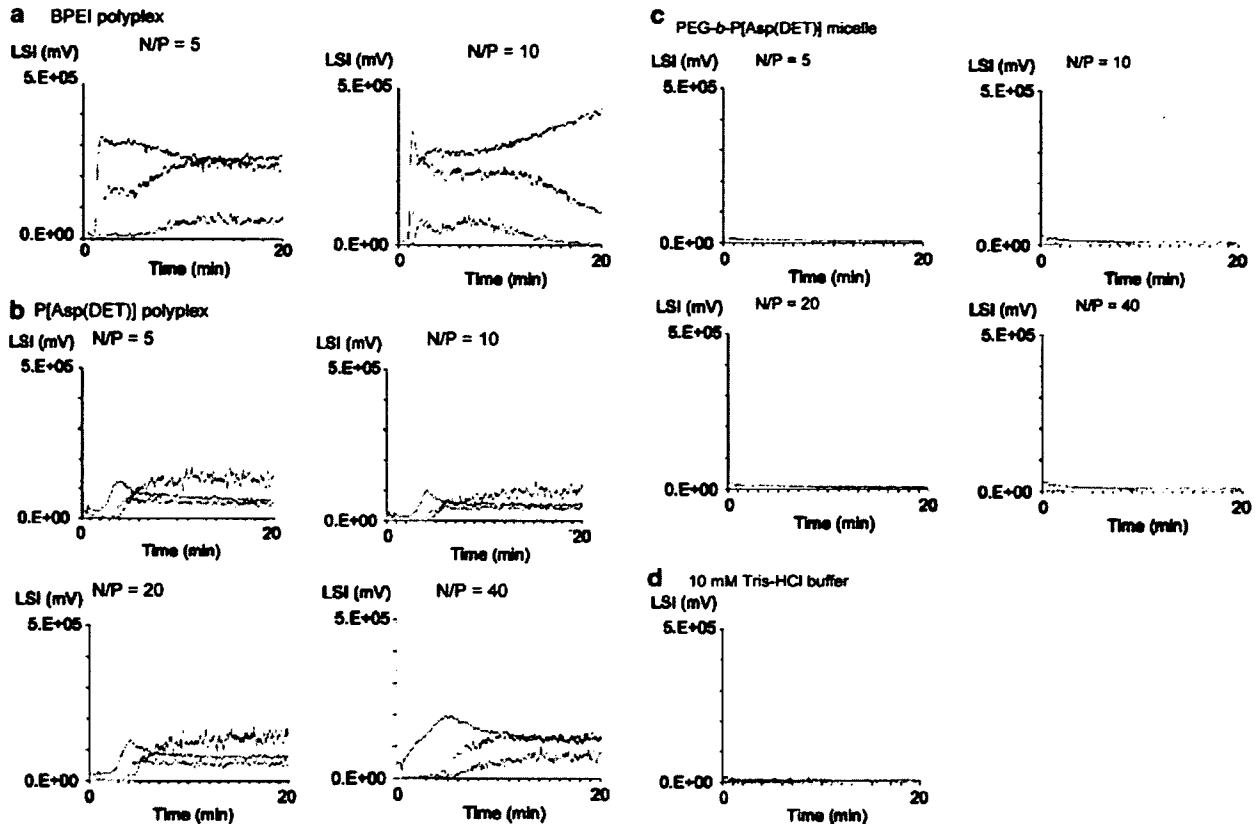 a BPEI polyplex
N/P = 5
LSI (mV)
5.E+05
0.E+00
0
20
Time (min)
N/P = 10
LSI (mV)
5.E+05
0.E+00
0
20
Time (min)
b P[Asp(DET)] polyplex
N/P = 5
LSI (mV)
5.E+05
0.E+00
0
20
Time (min)
N/P = 10
LSI (mV)
5.E+05
0.E+00
0
20
Time (min)
N/P = 20
LSI (mV)
5.E+05
0.E+00
0
20
Time (min)
N/P = 40
LSI (mV)
5.E+05
0.E+00
0
20
Time (min)
c PEG-b-P[Asp(DET)] micelle
N/P = 5
LSI (mV)
5.E+05
0.E+00
0
20
Time (min)
N/P = 10
LSI (mV)
5.E+05
0.E+00
0
20
Time (min)
N/P = 20
LSI (mV)
5.E+05
0.E+00
0
20
Time (min)
N/P = 40
LSI (mV)
5.E+05
0.E+00
0
20
Time (min)
d 10 mM Tris-HCl buffer
LSI (mV)
5.E+05
0.E+00
0
20
Time (min)